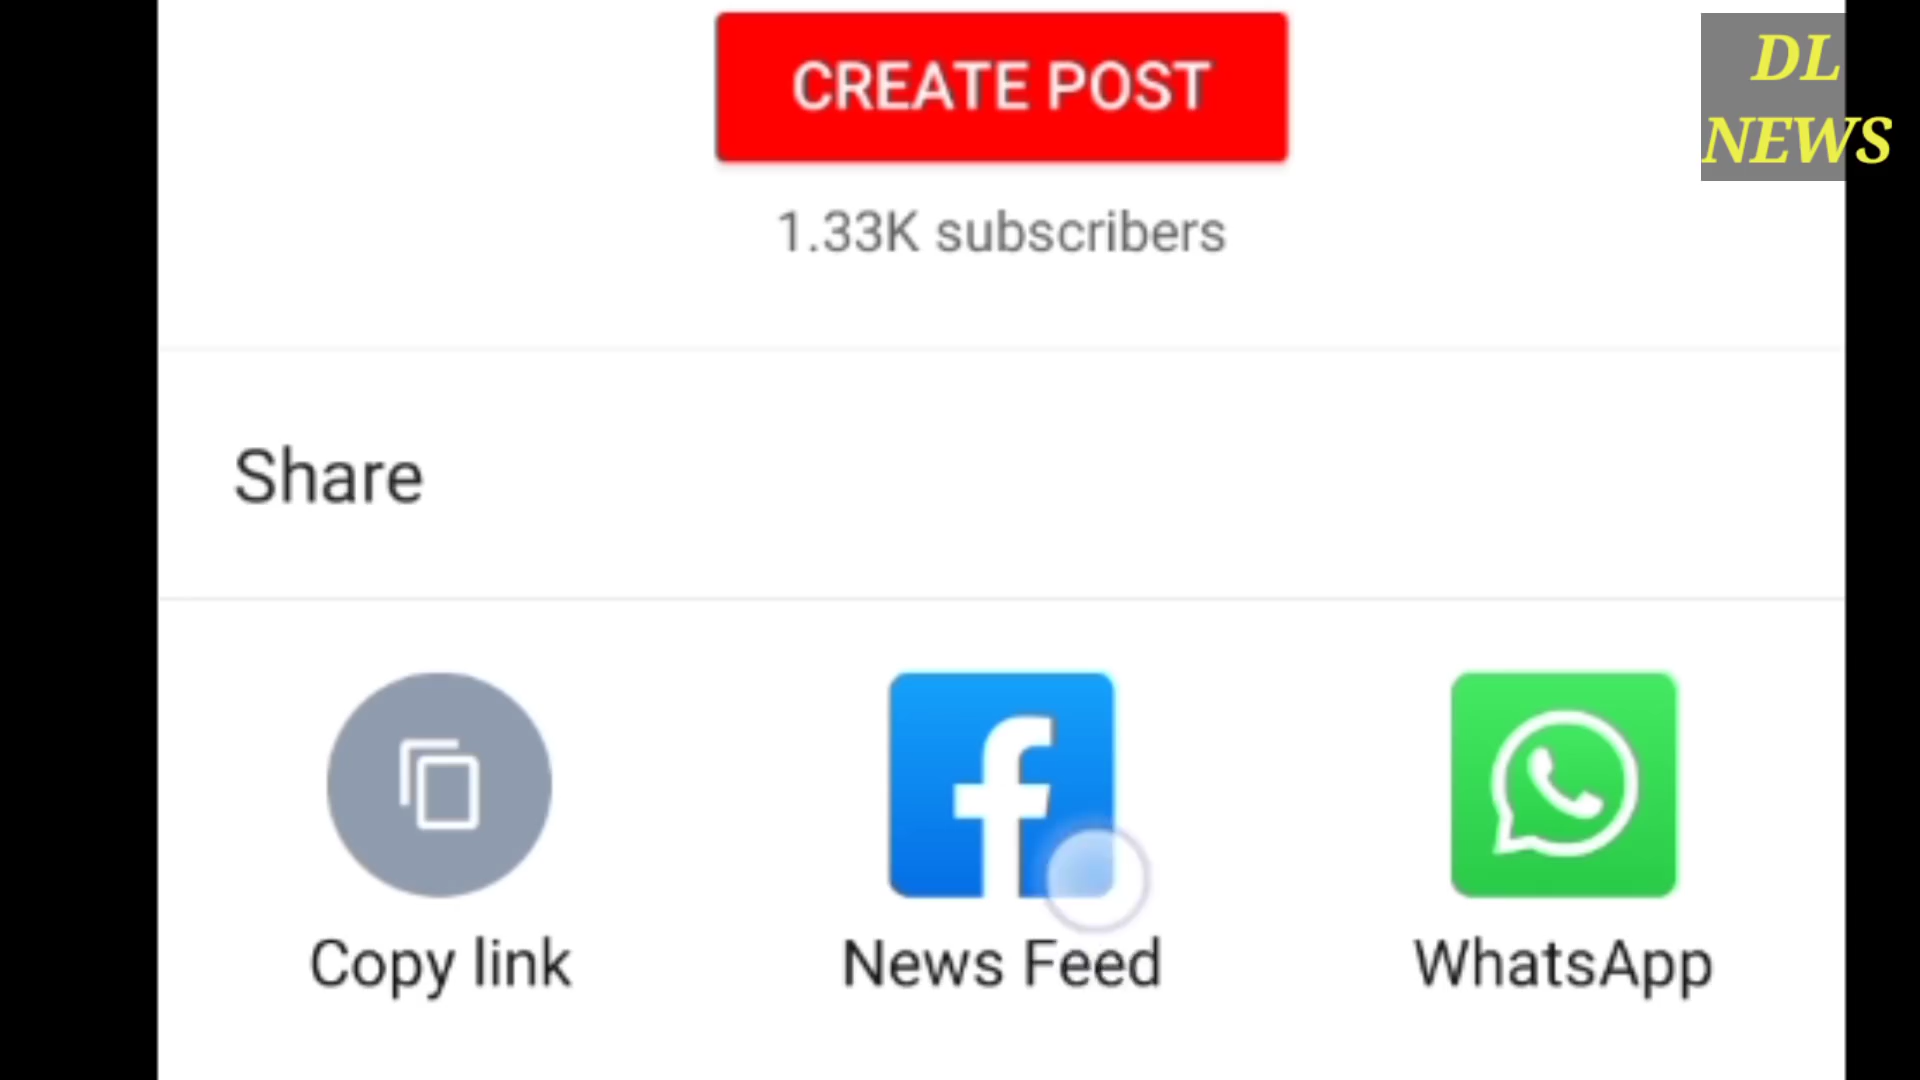 CREATE POST
DL
NEWS
1.33K subscribers
Share
Copy link
News Feed
WhatsApp